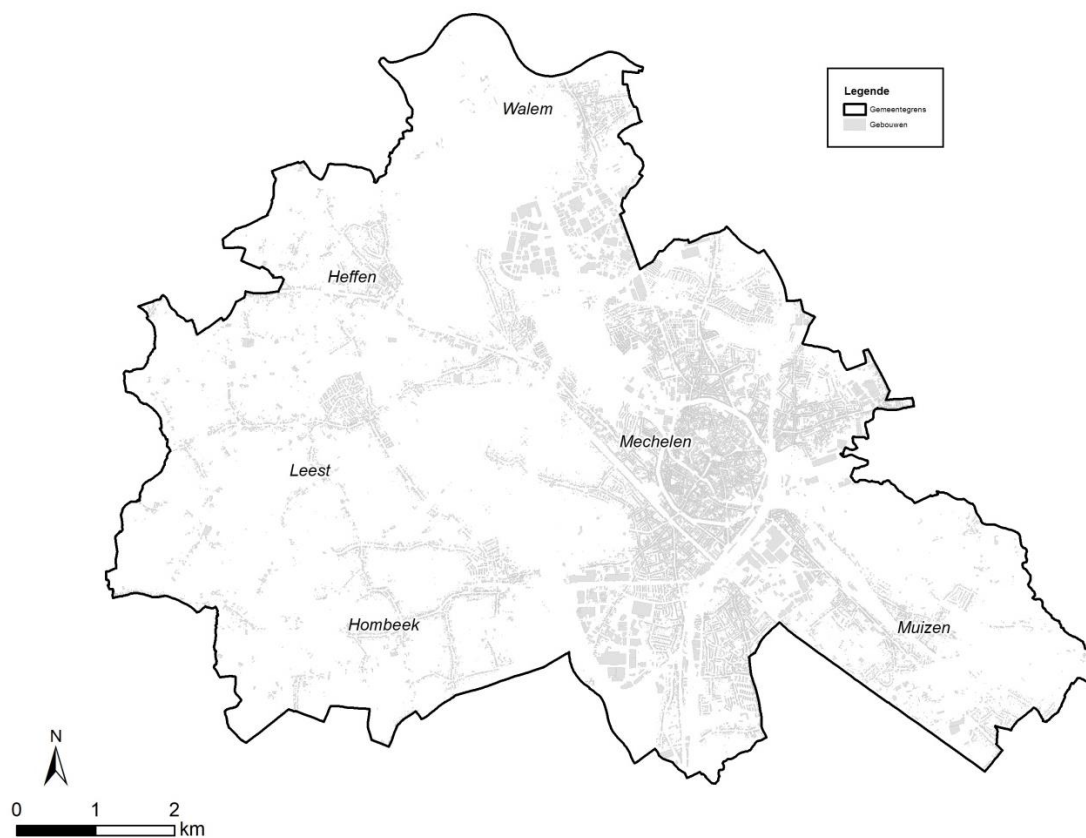 Walem
Legende
Gemeentegrens
Gebouwen
Heffen
Mechelen
Leest
Hombeek
Muizen
N
0 1 2
km